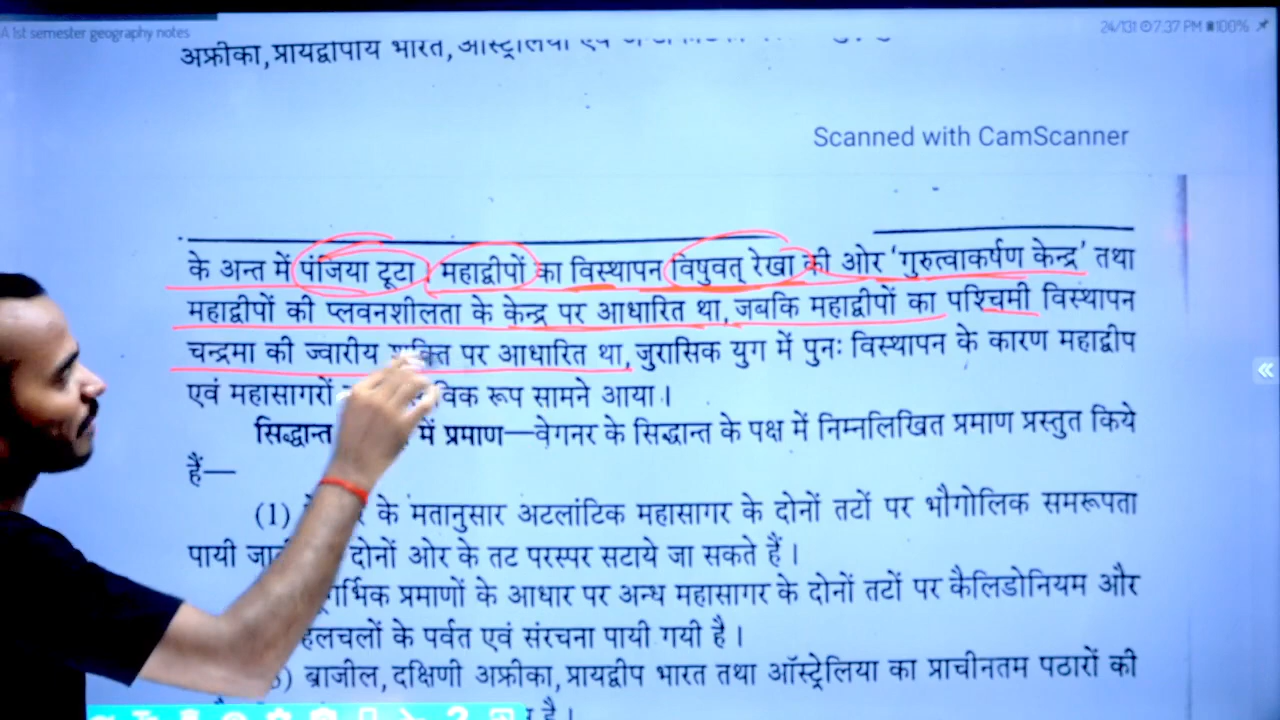 A 1st semester geography notes
24/131 7:37 PM 100%
अफ्रीका, प्रायद्वीपीय भारत, ऑस्ट्रेलिया एवं
Scanned with CamScanner
के अन्त में पंजिया टूटा। महाद्वीपों का विस्थापन विषुवत् रेखा की ओर 'गुरुत्वाकर्षण केन्द्र' तथा
महाद्वीपों की प्लवनशीलता के केन्द्र पर आधारित था, जबकि महाद्वीपों का पश्चिमी विस्थापन
चन्द्रमा की ज्वारीय शक्ति पर आधारित था, जुरासिक युग में पुनः विस्थापन के कारण महाद्वीप
एवं महासागरों विक रूप सामने आया।
सिद्धान्त में प्रमाण—वेगनर के सिद्धान्त के पक्ष में निम्नलिखित प्रमाण प्रस्तुत किये
हैं—
(1) के मतानुसार अटलांटिक महासागर के दोनों तटों पर भौगोलिक समरूपता
पायी दोनों ओर के तट परस्पर सटाये जा सकते हैं।
प्रमाणों के आधार पर अन्ध महासागर के दोनों तटों पर कैलिडोनियम और
हलचलों के पर्वत एवं संरचना पायी गयी है।
3) ब्राजील, दक्षिणी अफ्रीका, प्रायद्वीप भारत तथा ऑस्ट्रेलिया का प्राचीनतम पठारों की
है।